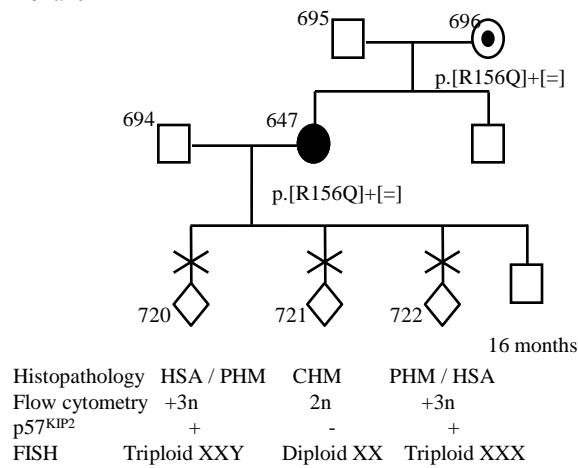 695
696
p.[R156Q]+[=]
694
647
p.[R156Q]+[=]
720
721
722
16 months
Histopathology HSA / PHM CHM PHM / HSA
Flow cytometry +3n 2n +3n
p57KIP2 + - +
FISH Triploid XXY Diploid XX Triploid XXX